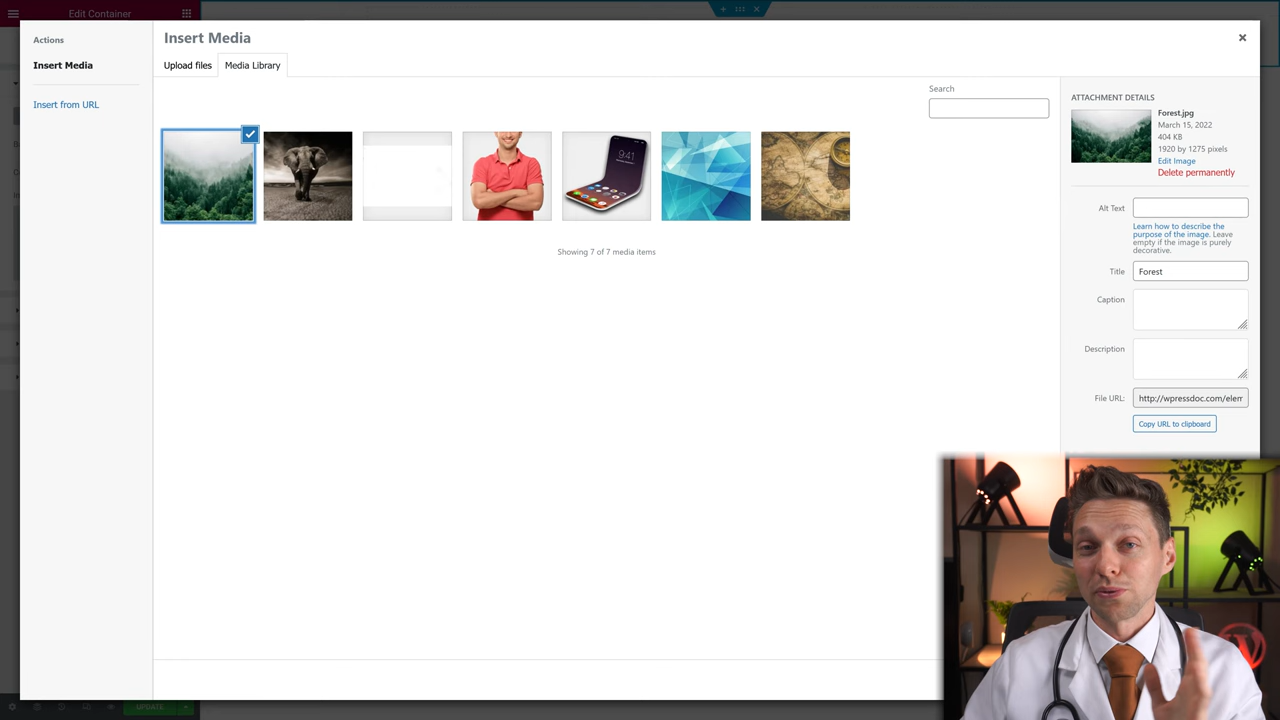 Edit Container
Insert Media
Actions
Insert Media
Insert from URL
Upload files
Media Library
Search
9:41
Showing 7 of 7 media items
ATTACHMENT DETAILS
Forest.jpg
March 15, 2022
404 KB
1920 by 1275 pixels
Edit Image
Delete permanently
Alt Text
Learn how to describe the
purpose of the image. Leave
empty if the image is purely
decorative.
Title
Forest
Caption
Description
File URL:
http://wpressdoc.com/elem
Copy URL to clipboard
UPDATE